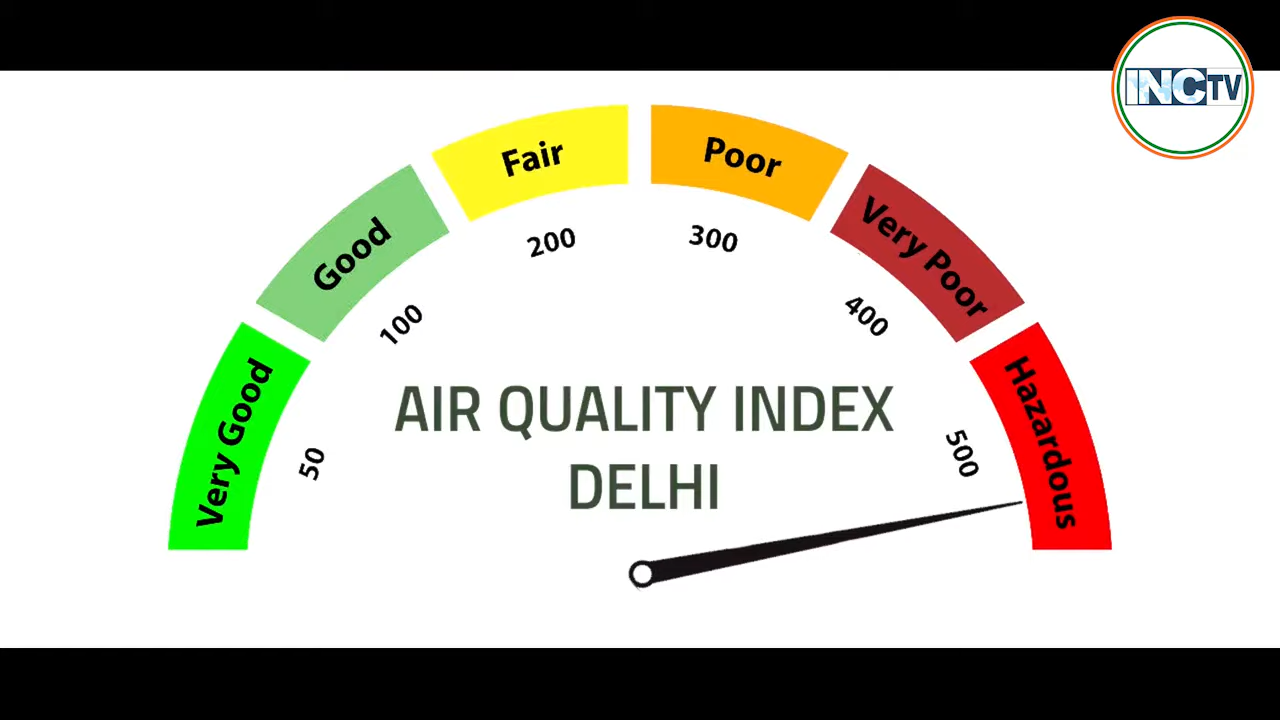 INCTV
Very Good
Good
Fair
Poor
Very Poor
Hazardous
50
100
200
300
400
500
AIR QUALITY INDEX
DELHI